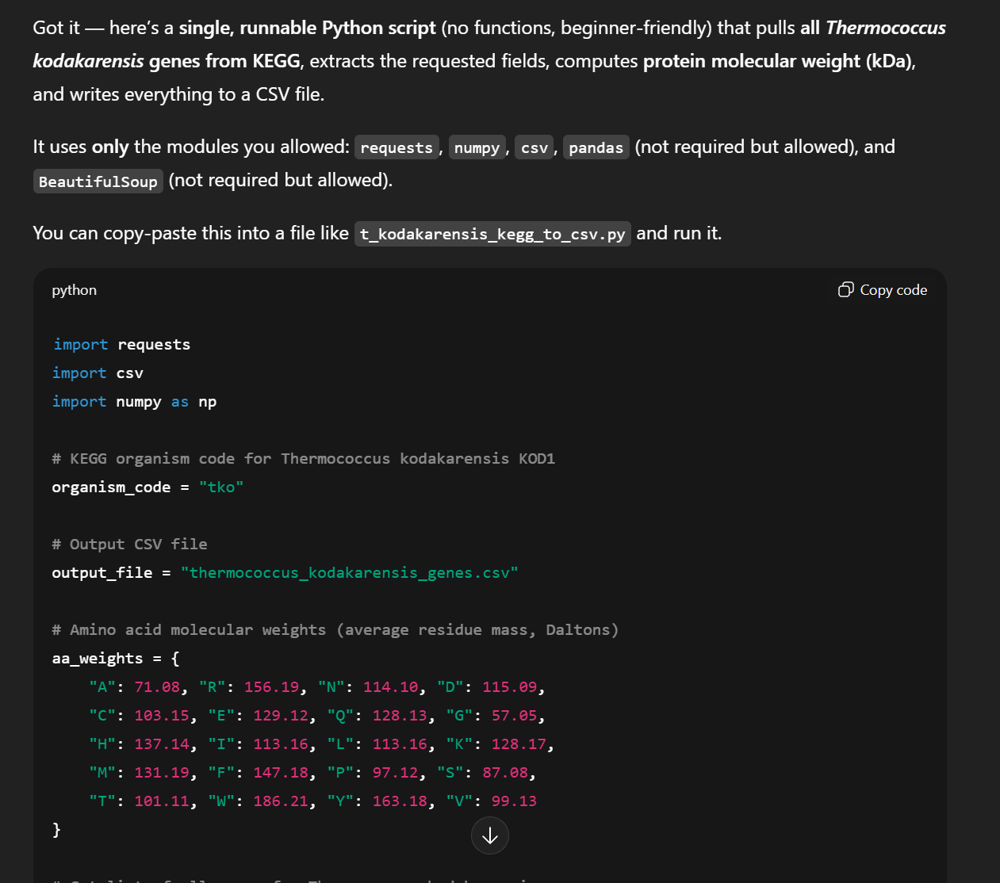 Got it — here's a single, runnable Python script (no functions, beginner-friendly) that pulls all Thermococcus
kodakarensis genes from KEGG, extracts the requested fields, computes protein molecular weight (kDa),
and writes everything to a CSV file.
It uses only the modules you allowed: requests, numpy, csv, pandas (not required but allowed), and
BeautifulSoup (not required but allowed).
You can copy-paste this into a file like t_kodakarensis_kegg_to_csv.py and run it.
python
Copy code
import requests
import csv
import numpy as np
# KEGG organism code for Thermococcus kodakarensis KOD1
organism_code = "tko"
# Output CSV file
output_file = "thermococcus_kodakarensis_genes.csv"
# Amino acid molecular weights (average residue mass, Daltons)
aa_weights = {
"A": 71.08, "R": 156.19, "N": 114.10, "D": 115.09,
"C": 103.15, "E": 129.12, "Q": 128.13, "G": 57.05,
"H": 137.14, "I": 113.16, "L": 113.16, "K": 128.17,
"M": 131.19, "F": 147.18, "P": 97.12, "S": 87.08,
"T": 101.11, "W": 186.21, "Y": 163.18, "V": 99.13
}